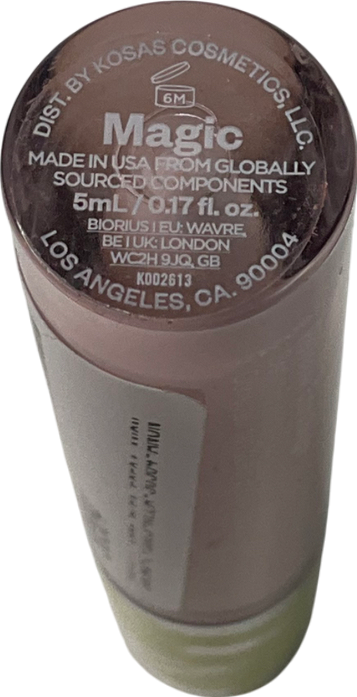 DIST. BY KOSAS COSMETICS, LLC.
6M
Magic
MADE IN USA FROM GLOBALLY
SOURCED COMPONENTS
5mL / 0.17 fl. oz.
BIORIUS | EU: WAVRE,
BE | UK: LONDON
WC2H 9JQ, GB
K002613
LOS ANGELES, CA. 90004